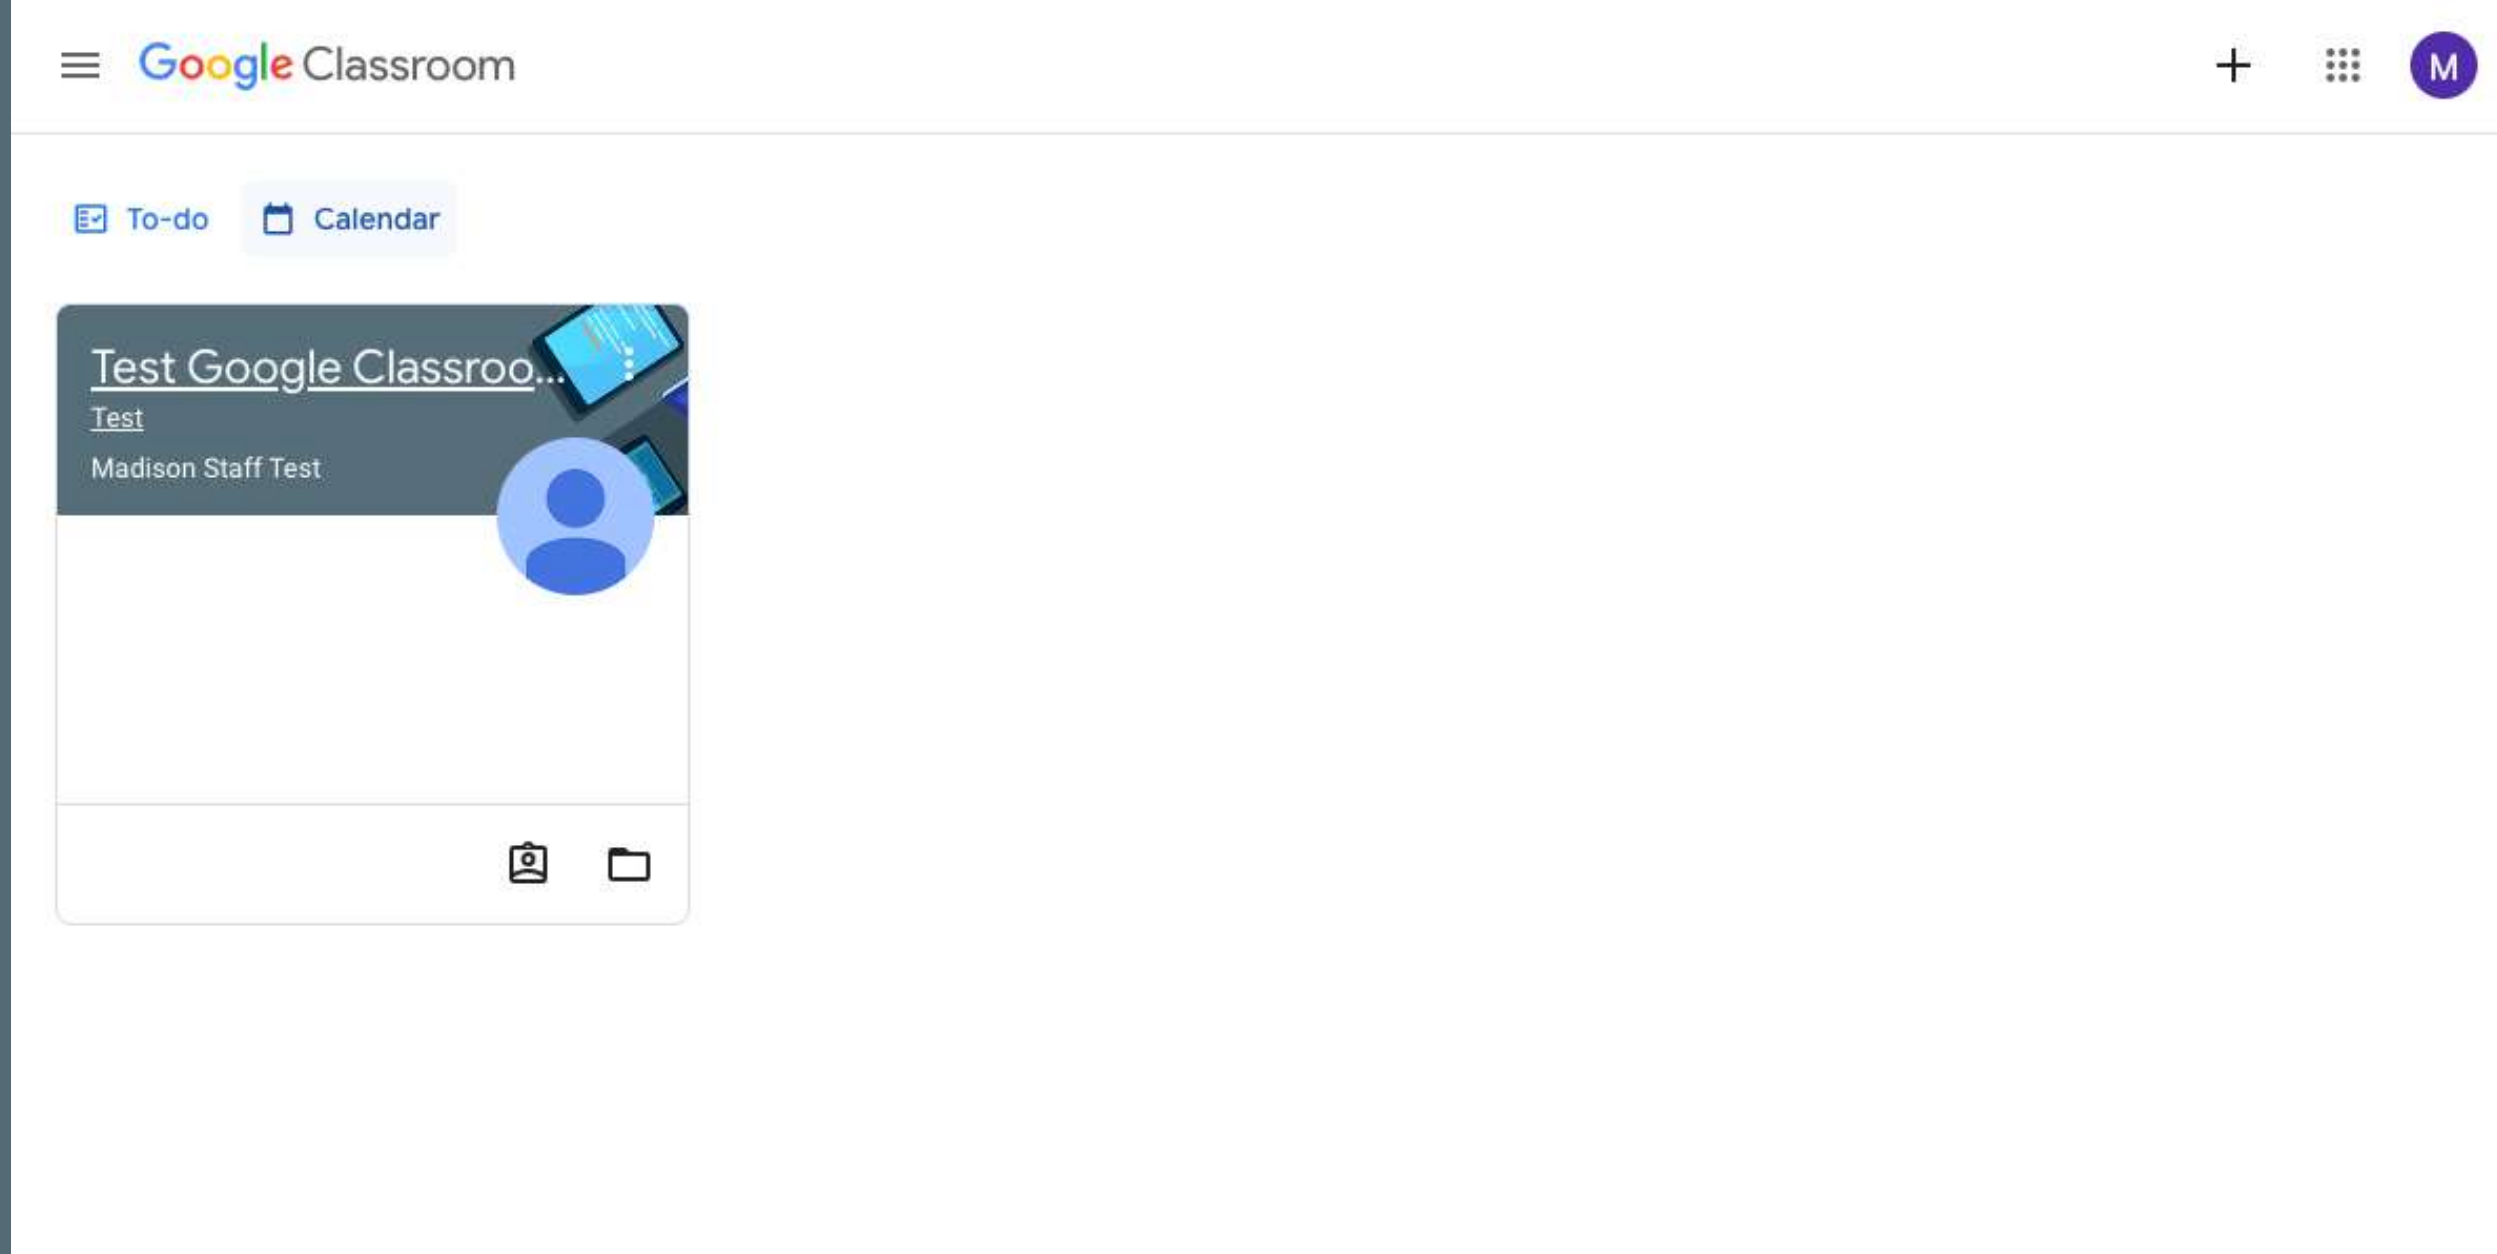 Google Classroom
M
To-do
Calendar
Test Google Classroo...
Test
Madison Staff Test